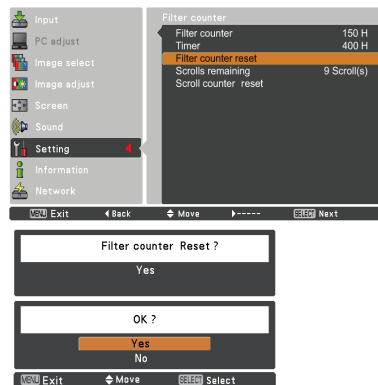 Input
PC adjust
Image select
Image adjust
Screen
Sound
Setting
Information
Network
Filter counter
Filter counter 150 H
Timer 400 H
Filter counter reset
Scrolls remaining 9 Scroll(s)
Scroll counter reset
MENU Exit Back Move ----- SELECT Next
Filter counter Reset ?
Yes
OK ?
Yes
No
MENU Exit Move SELECT Select